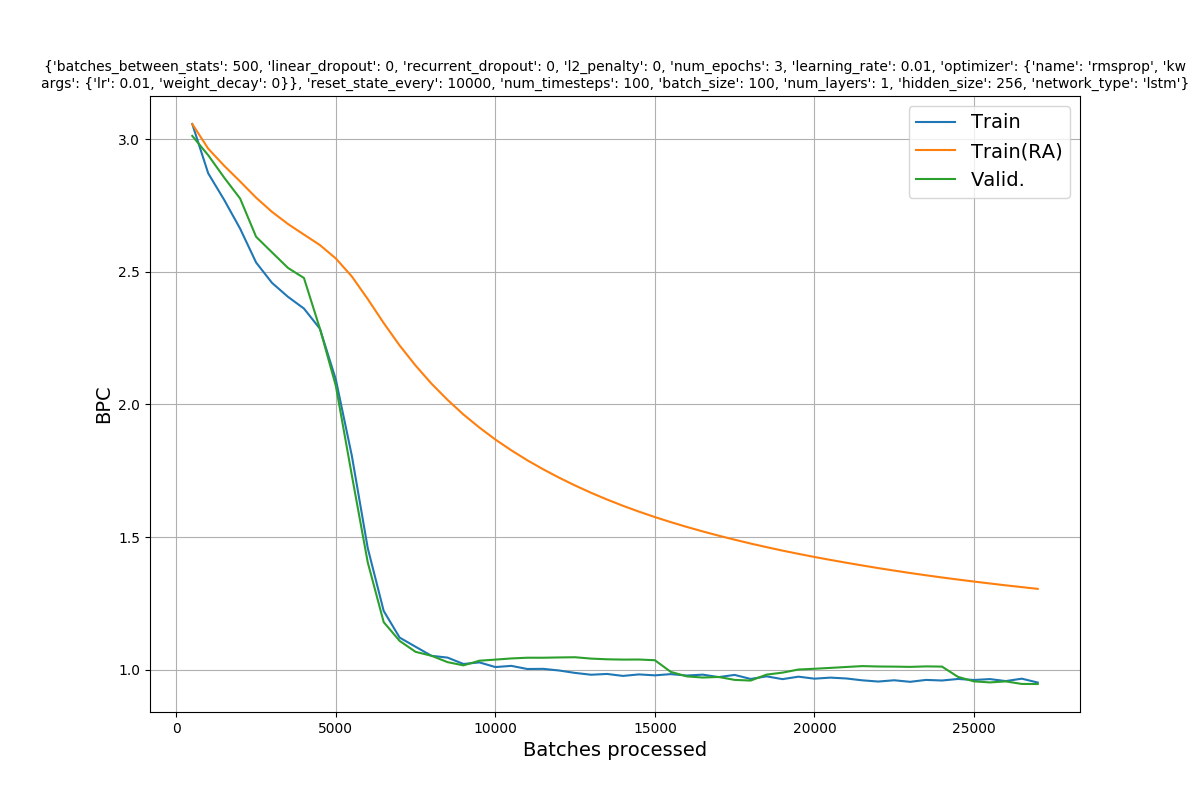 {'batches_between_stats': 500, 'linear_dropout': 0, 'recurrent_dropout': 0, 'l2_penalty': 0, 'num_epochs': 3, 'learning_rate': 0.01, 'optimizer': {'name': 'rmsprop', 'kw
args': {'lr': 0.01, 'weight_decay': 0}}, 'reset_state_every': 10000, 'num_timesteps': 100, 'batch_size': 100, 'num_layers': 1, 'hidden_size': 256, 'network_type': 'lstm'}
Train
Train(RA)
Valid.
3.0
2.5
2.0
1.5
1.0
BPC
0 5000 10000 15000 20000 25000
Batches processed